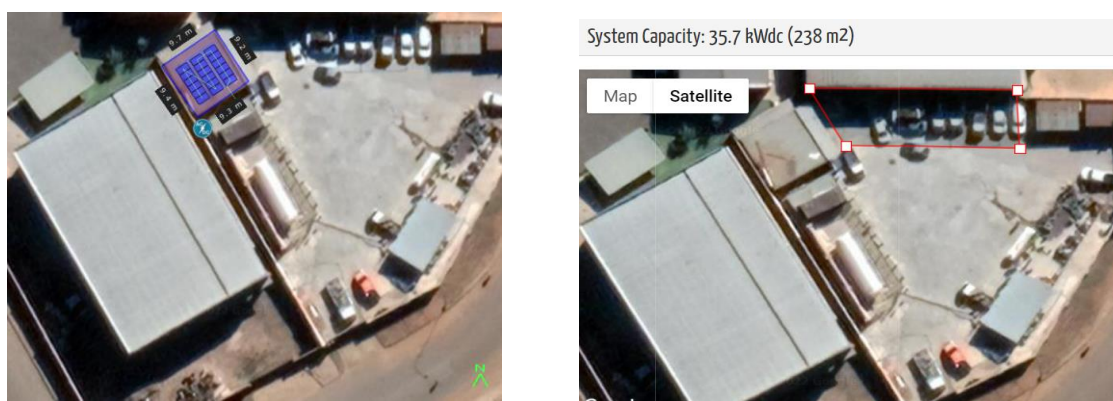 9.7 m
9.2 m
9.4 m
9.3 m
N
System Capacity: 35.7 kWdc (238 m2)
Map
Satellite